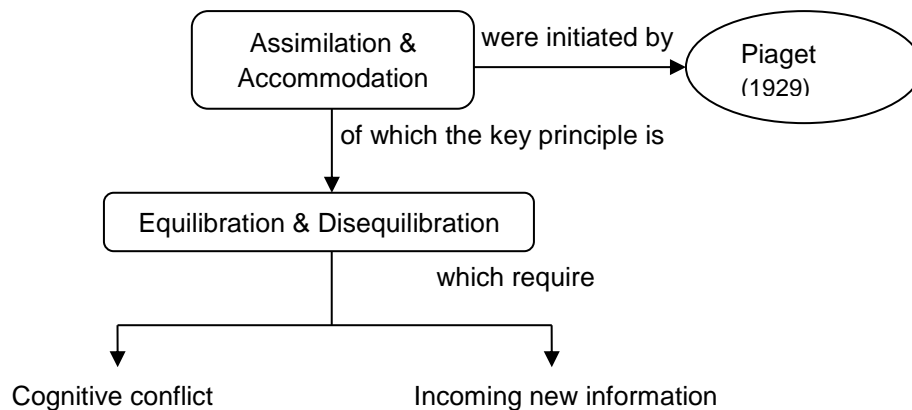 Assimilation &
Accommodation
were initiated by
Piaget
(1929)
of which the key principle is
Equilibration & Disequilibration
which require
Cognitive conflict
Incoming new information